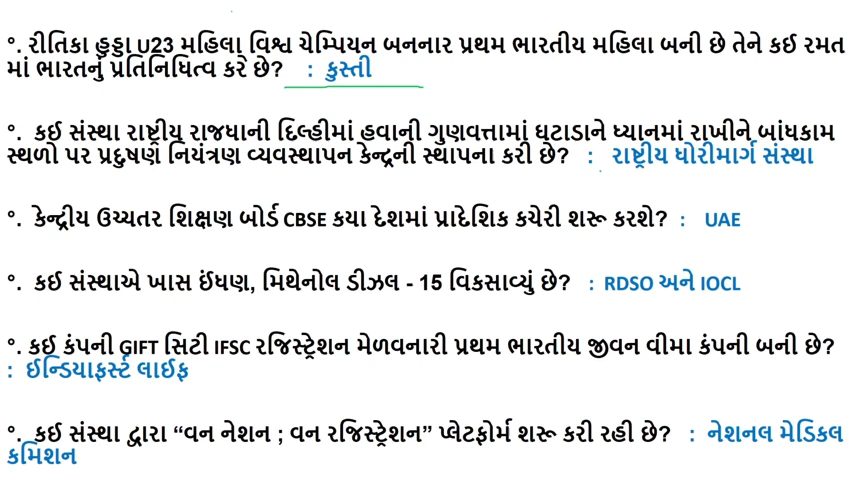 °. રીતિકા હુડ્ડા U23 મહિલા વિશ્વ ચેમ્પિયન બનનાર પ્રથમ ભારતીય મહિલા બની છે તેને કઈ રમત
માં ભારતનું પ્રતિનિધિત્વ કરે છે? : કુસ્તી
°. કઈ સંસ્થા રાષ્ટ્રીય રાજધાની દિલ્હીમાં હવાની ગુણવત્તામાં ઘટાડાને ધ્યાનમાં રાખીને બાંધકામ
સ્થળો પર પ્રદુષણ નિયંત્રણ વ્યવસ્થાપન કેન્દ્રની સ્થાપના કરી છે? : રાષ્ટ્રીય ધોરીમાર્ગ સંસ્થા
°. કેન્દ્રીય ઉચ્ચતર શિક્ષણ બોર્ડ CBSE કયા દેશમાં પ્રાદેશિક કચેરી શરૂ કરશે? : UAE
°. કઈ સંસ્થાએ ખાસ ઈંધણ, મિથેનોલ ડીઝલ - 15 વિકસાવ્યું છે? : RDSO અને IOCL
°. કઈ કંપની GIFT સિટી IFSC રજિસ્ટ્રેશન મેળવનારી પ્રથમ ભારતીય જીવન વીમા કંપની બની છે?
: ઈન્ડિયાફર્સ્ટ લાઈફ
°. કઈ સંસ્થા દ્વારા “વન નેશન ; વન રજિસ્ટ્રેશન” પ્લેટફોર્મ શરૂ કરી રહી છે? : નેશનલ મેડિકલ
કમિશન